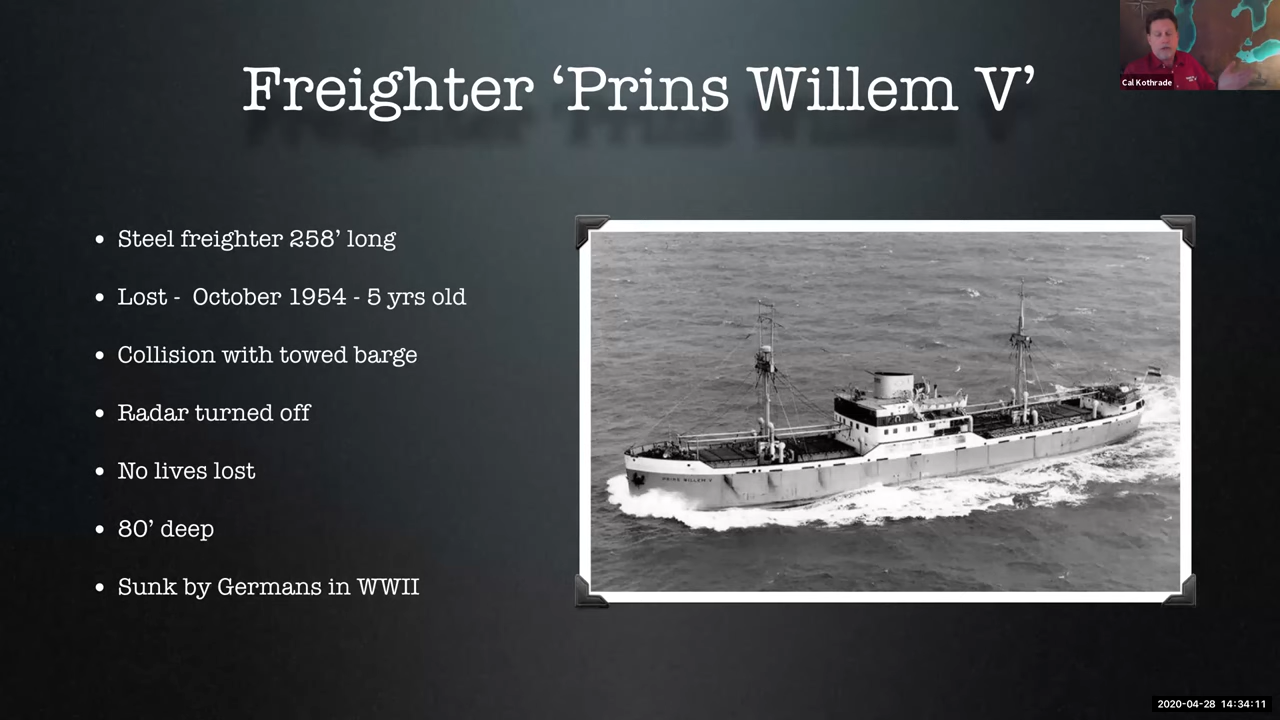 Freighter ‘Prins Willem V’
Cal Kothrade
• Steel freighter 258’ long
• Lost - October 1954 - 5 yrs old
• Collision with towed barge
• Radar turned off
• No lives lost
• 80’ deep
• Sunk by Germans in WWII
PRINS WILLEM V
2020-04-28 14:34:11